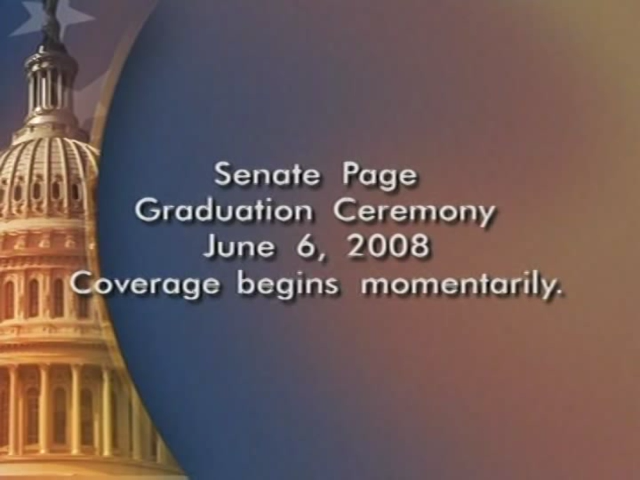 Senate Page
Graduation Ceremony
June 6, 2008
Coverage begins momentarily.